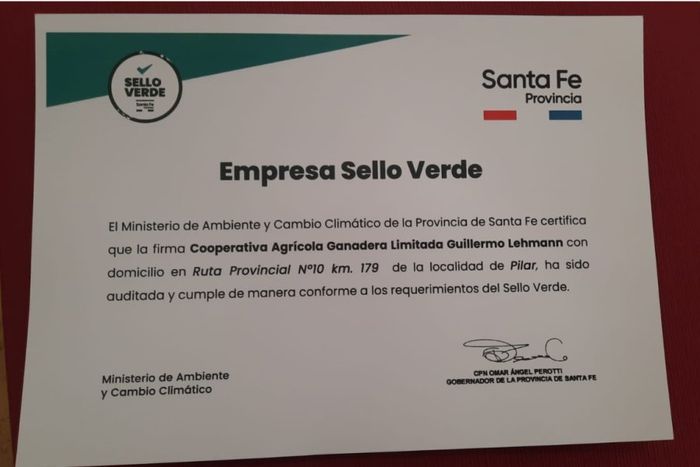 SELLO
VERDE
Santa Fe
Santa Fe
Provincia
Empresa Sello Verde
El Ministerio de Ambiente y Cambio Climático de la Provincia de Santa Fe certifica
que la firma Cooperativa Agrícola Ganadera Limitada Guillermo Lehmann con
domicilio en Ruta Provincial N°10 km. 179 de la localidad de Pilar, ha sido
auditada y cumple de manera conforme a los requerimientos del Sello Verde.
CPN OMAR ÁNGEL PEROTTI
GOBERNADOR DE LA PROVINCIA DE SANTA FE
Ministerio de Ambiente
y Cambio Climático